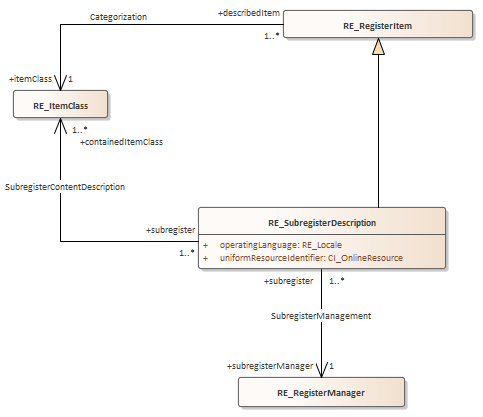 Categorization
+describedItem
RE_RegisterItem
1..*
+itemClass
1
RE_ItemClass
1..*
+containedItemClass
SubregisterContentDescription
+subregister
1..*
RE_SubregisterDescription
+ operatingLanguage: RE_Locale
+ uniformResourceIdentifier: CI_OnlineResource
+subregister 1..*
SubregisterManagement
+subregisterManager 1
RE_RegisterManager